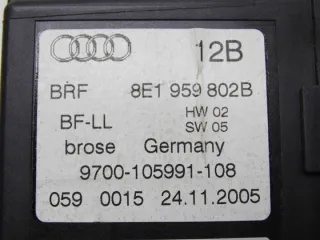 12B
BRF 8E1 959 802B
BF-LL HW 02
SW 05
brose Germany
9700-105991-108
059 0015 24.11.2005